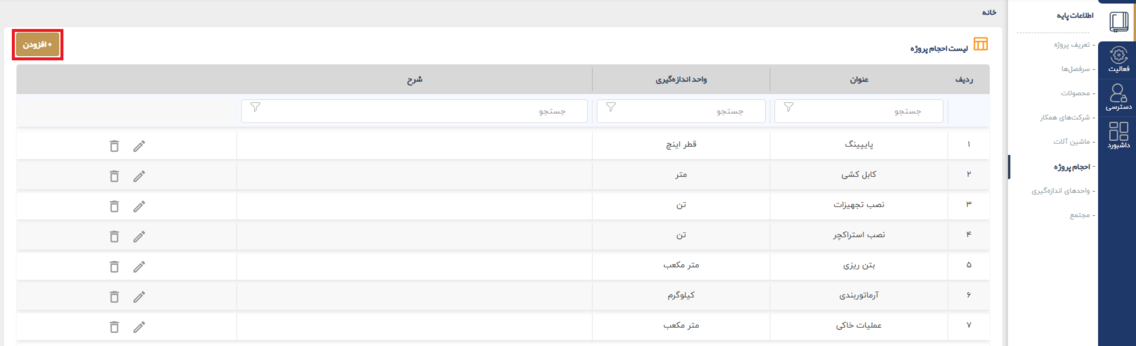 خانه
لیست احجام پروژه
+ افزودن
ردیف عنوان واحد اندازه‌گیری شرح
جستجو جستجو جستجو
۱ پایپینگ قطر اینچ
۲ کابل کشی متر
۳ نصب تجهیزات تن
۴ نصب استراکچر تن
۵ بتن ریزی متر مکعب
۶ آرماتوربندی کیلوگرم
۷ عملیات خاکی متر مکعب
اطلاعات پایه
- تعریف پروژه
- سرفصل‌ها
- محصولات
- شرکت‌های همکار
- ماشین آلات
- احجام پروژه
- واحدهای اندازه‌گیری
- مجتمع
فعالیت
دسترسی
داشبورد